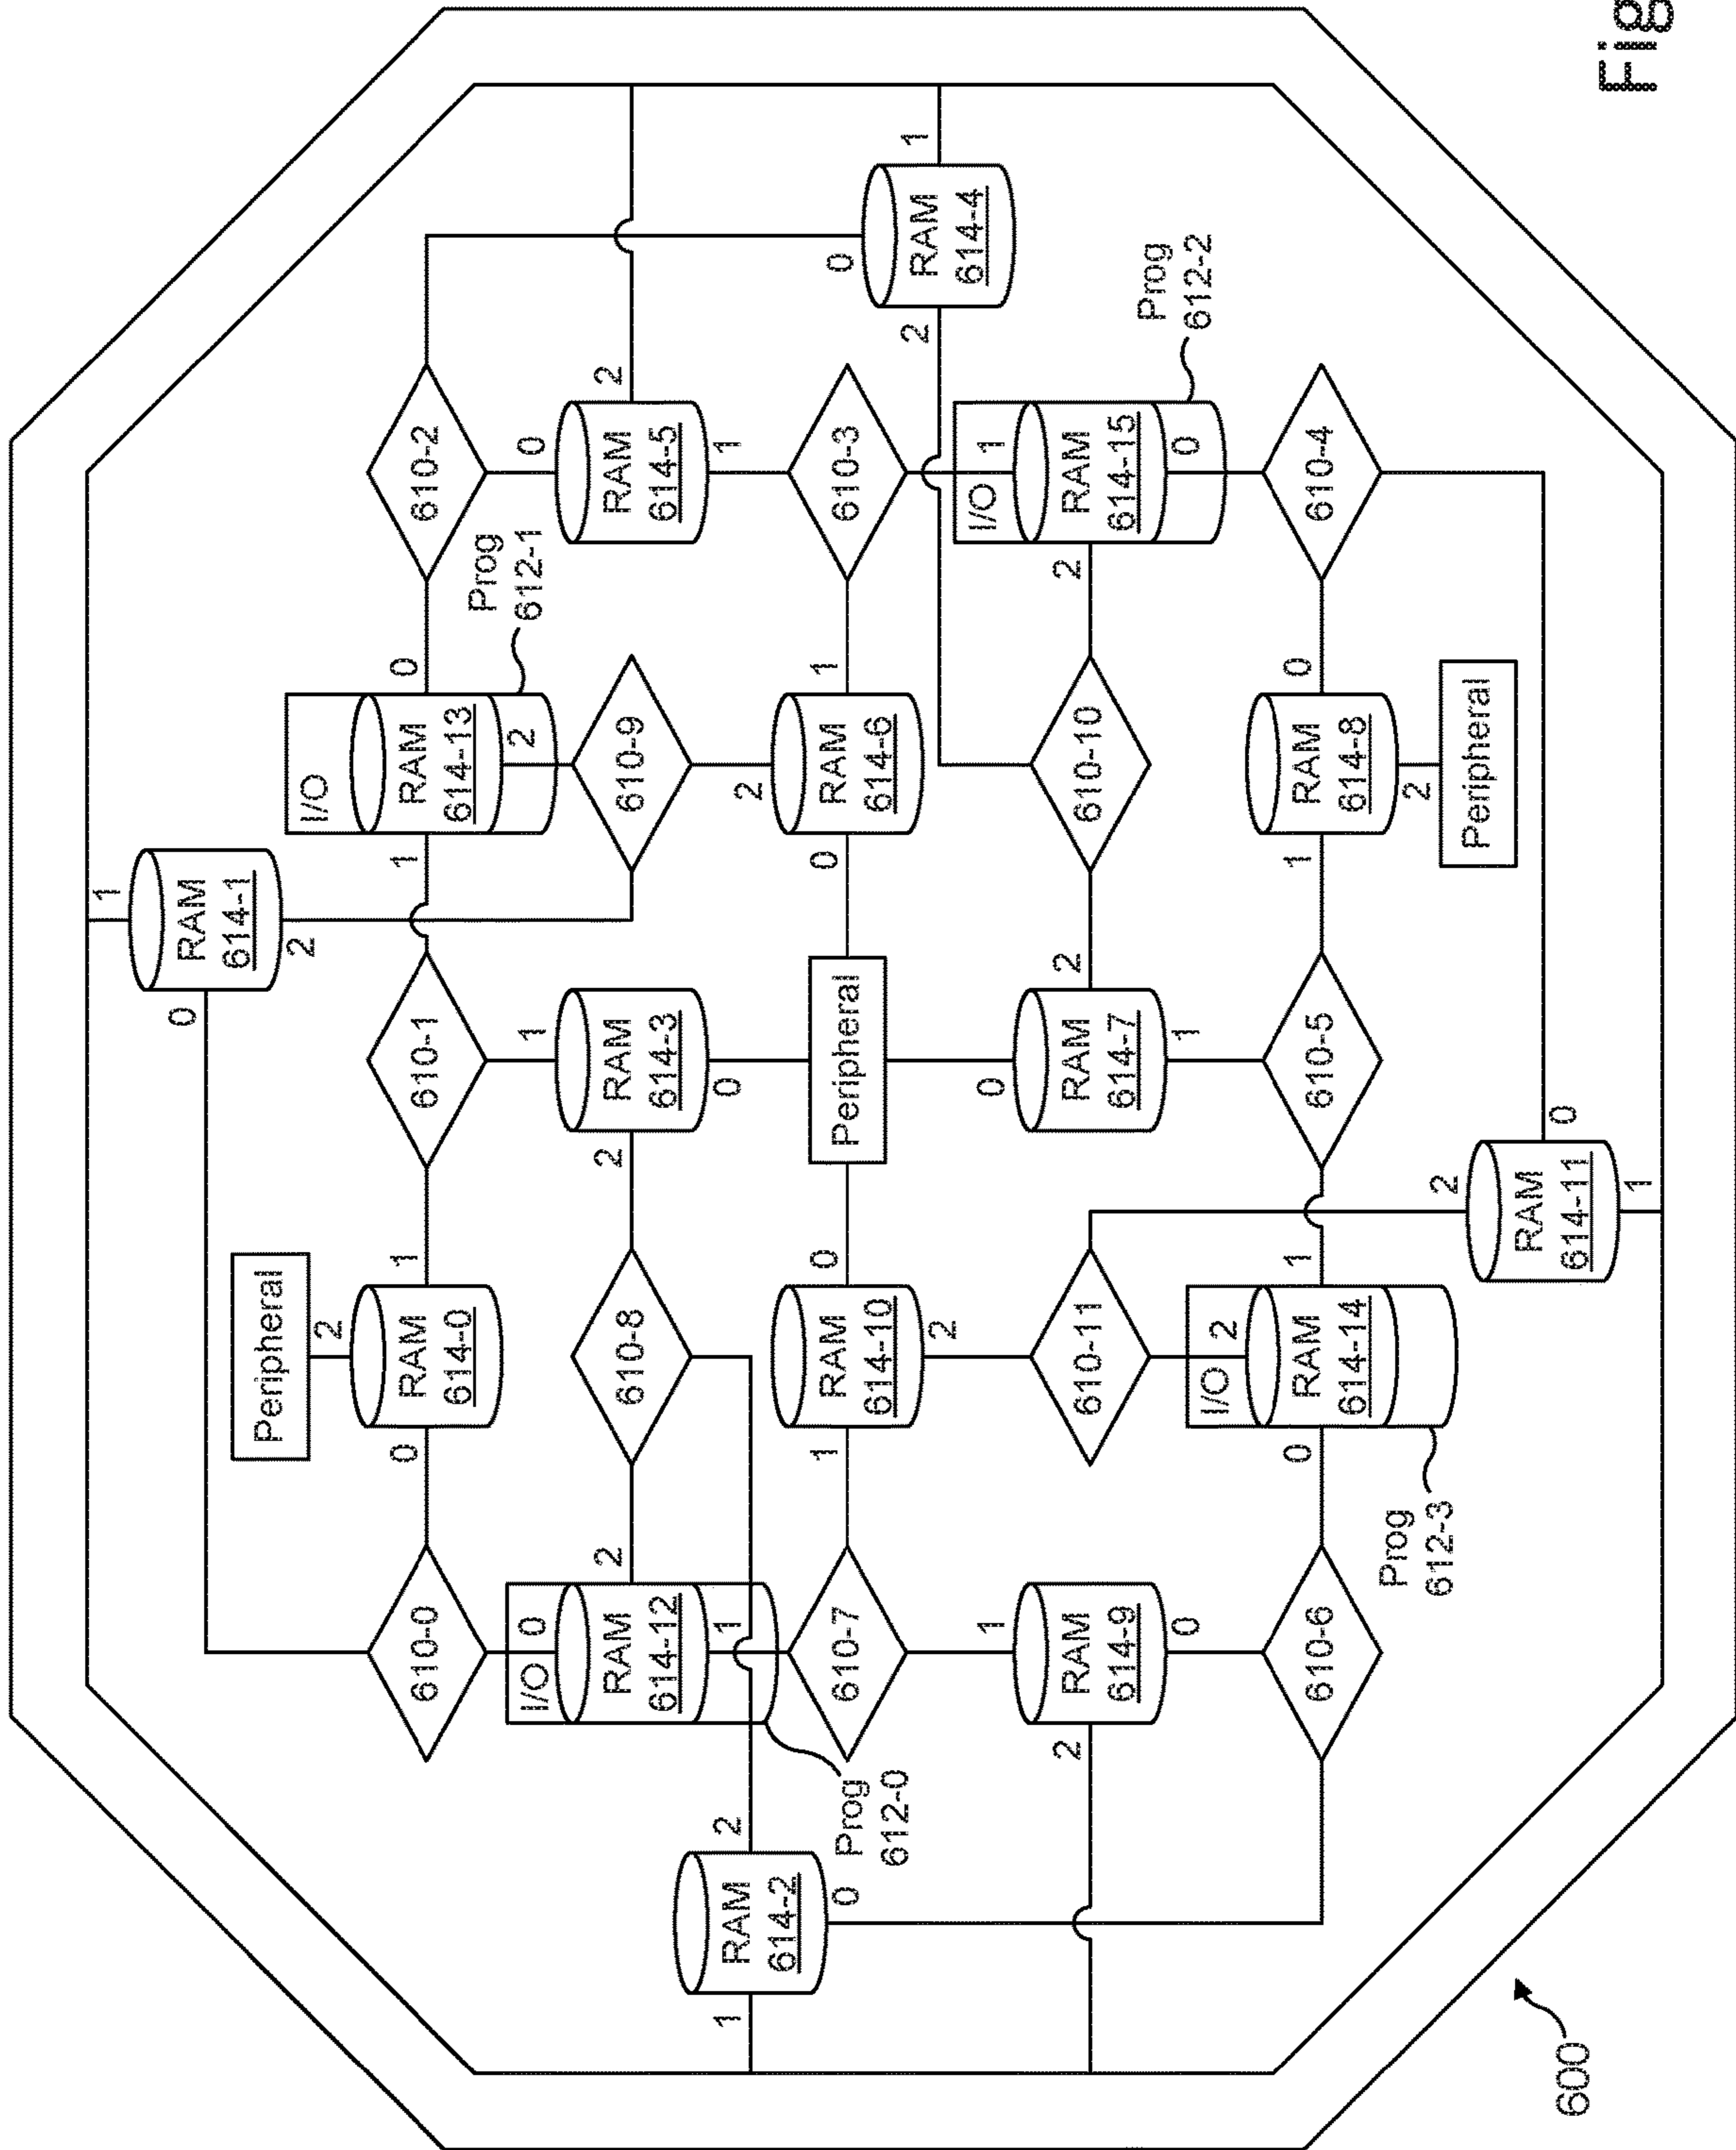 1
0
RAM
614-1
2
Peripheral
2
I/O
610-0
0
RAM
614-0
1
610-1
1
RAM
614-13
0
610-2
2
Prog
612-1
I/O 0
1
0
RAM
614-12
2
610-8
2
RAM
614-3
610-9
RAM
614-5
2
1
0
1
1
RAM
614-2
2
2
0
Prog
612-0
610-7
1
RAM
614-10
0
Peripheral
0
RAM
614-6
1
610-3
0
2
RAM
614-4
1
2
1
0
I/O 1
2
RAM
614-9
610-11
2
RAM
614-7
610-10
2
RAM
614-15
0
1
0
Prog
612-2
I/O 2
610-6
0
RAM
614-14
1
610-5
1
RAM
614-8
0
610-4
Prog
612-3
2
Peripheral
2
RAM
614-11
0
1
600
Fig